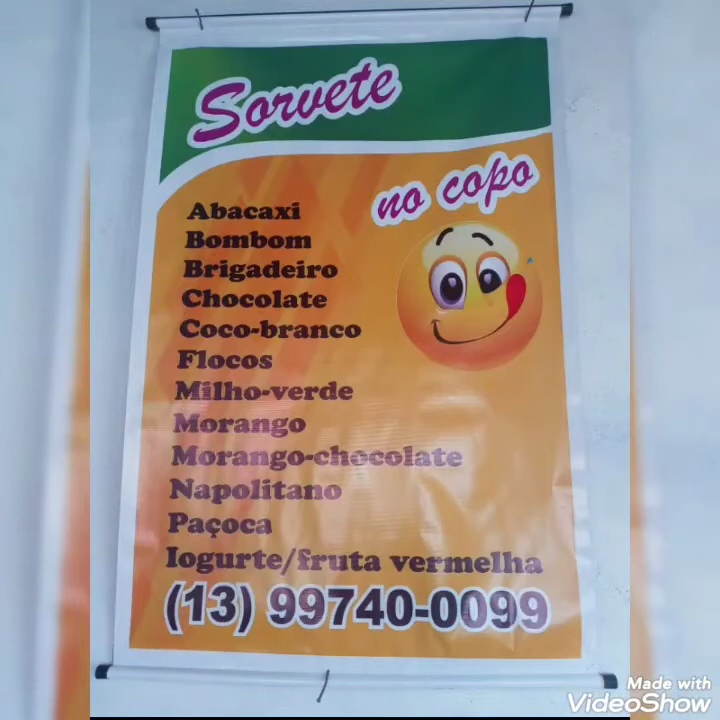 Sorvete
no copo
Abacaxi
Bombom
Brigadeiro
Chocolate
Coco-branco
Flocos
Milho-verde
Morango
Morango-chocolate
Napolitano
Paçoca
Iogurte/fruta vermelha
(13) 99740-0099
Made with
VideoShow